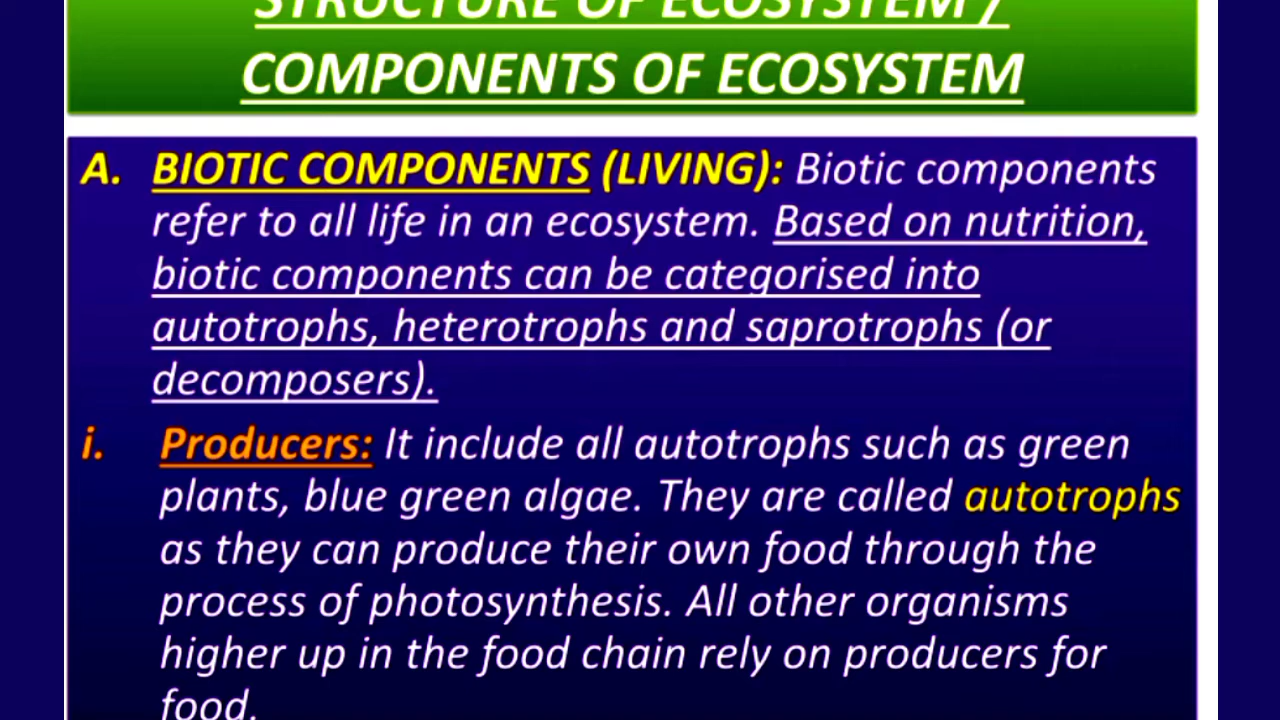 STRUCTURE OF ECOSYSTEM /
COMPONENTS OF ECOSYSTEM
A. BIOTIC COMPONENTS (LIVING): Biotic components
refer to all life in an ecosystem. Based on nutrition,
biotic components can be categorised into
autotrophs, heterotrophs and saprotrophs (or
decomposers).
i. Producers: It include all autotrophs such as green
plants, blue green algae. They are called autotrophs
as they can produce their own food through the
process of photosynthesis. All other organisms
higher up in the food chain rely on producers for
food.